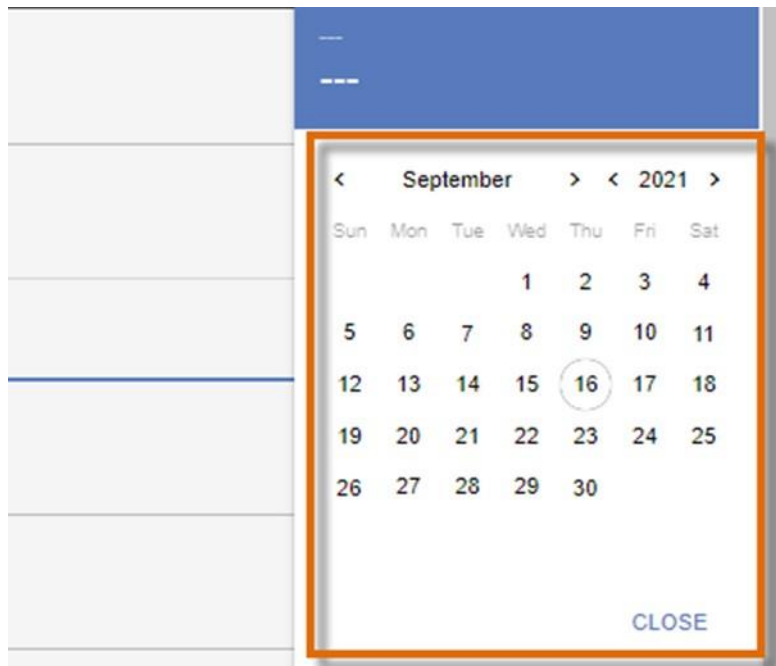 ---
---
< September > < 2021 >
Sun Mon Tue Wed Thu Fri Sat
1 2 3 4
5 6 7 8 9 10 11
12 13 14 15 16 17 18
19 20 21 22 23 24 25
26 27 28 29 30
CLOSE